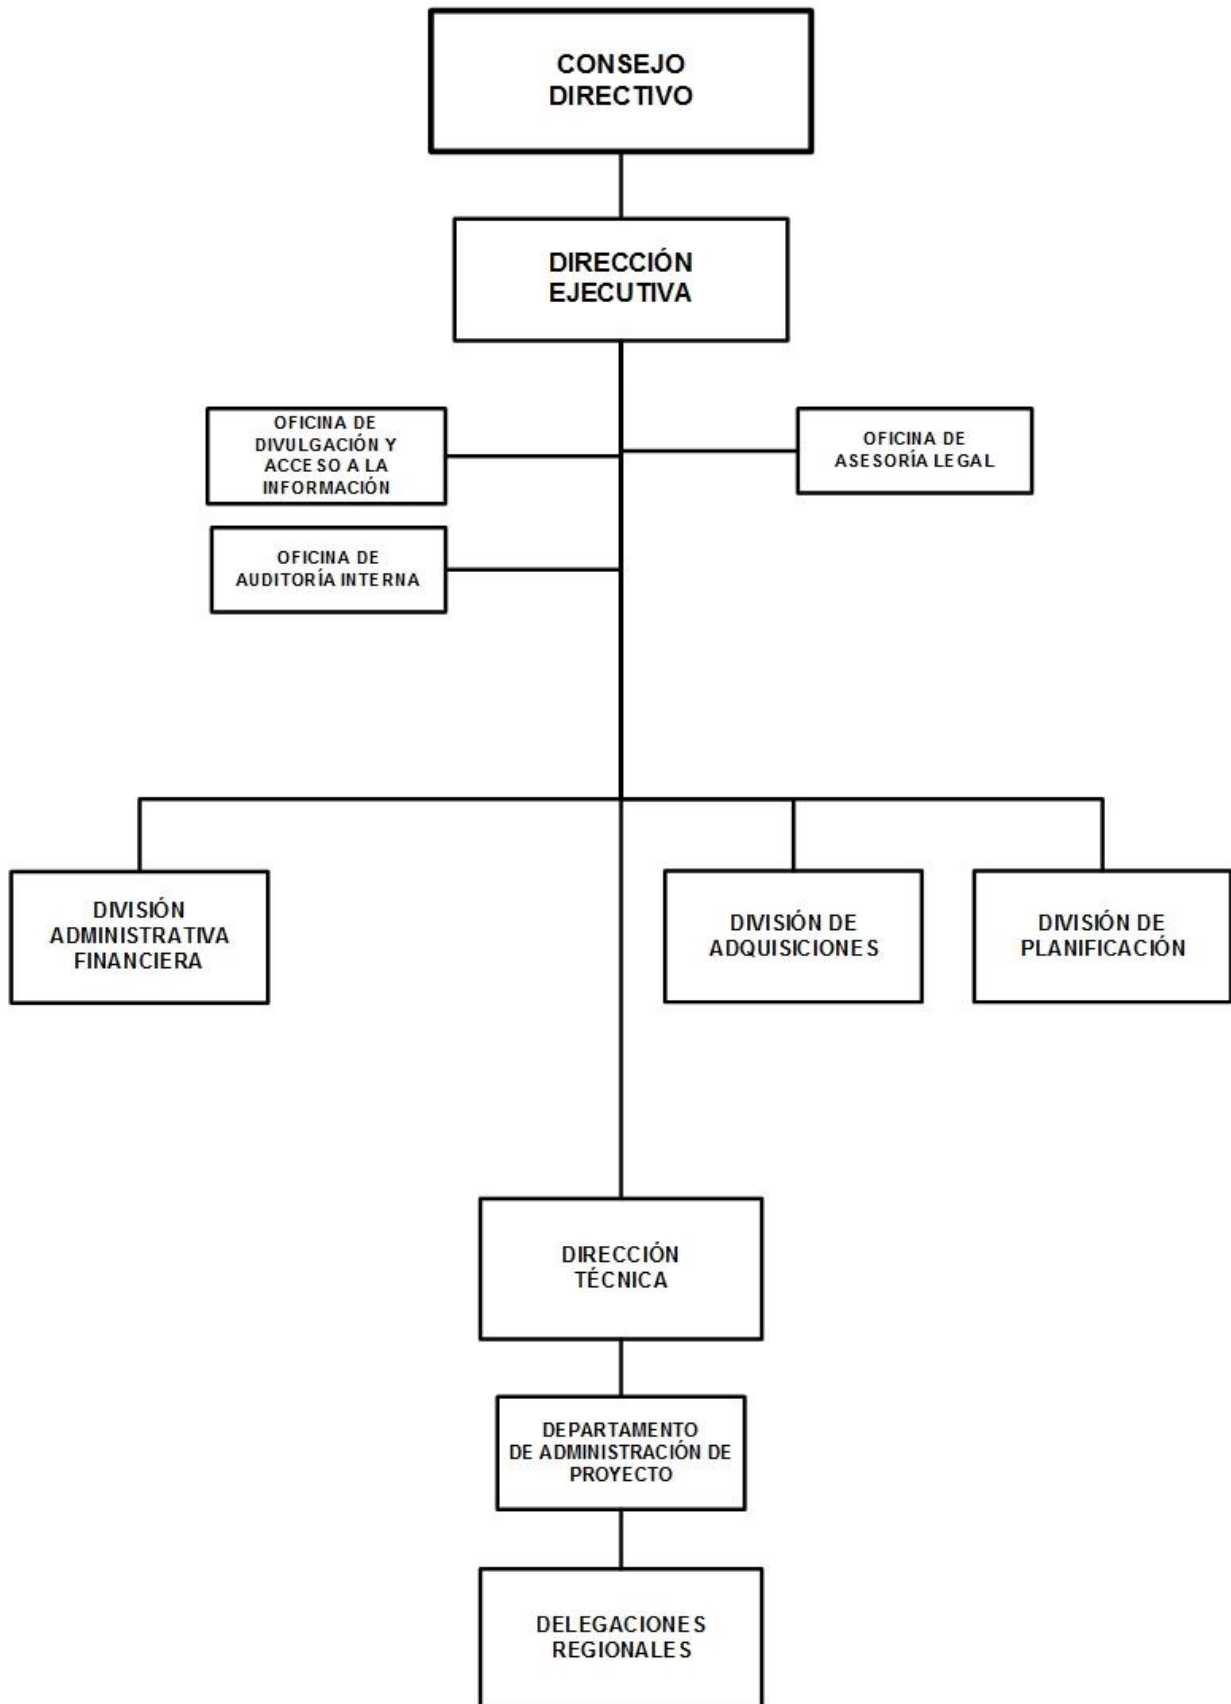 CONSEJO
DIRECTIVO
DIRECCIÓN
EJECUTIVA
OFICINA DE
DIVULGACIÓN Y
ACCESO A LA
INFORMACIÓN
OFICINA DE
ASESORÍA LEGAL
OFICINA DE
AUDITORÍA INTERNA
DIVISIÓN
ADMINISTRATIVA
FINANCIERA
DIVISIÓN DE
ADQUISICIONES
DIVISIÓN DE
PLANIFICACIÓN
DIRECCIÓN
TÉCNICA
DEPARTAMENTO
DE ADMINISTRACIÓN DE
PROYECTO
DELEGACIONES
REGIONALES